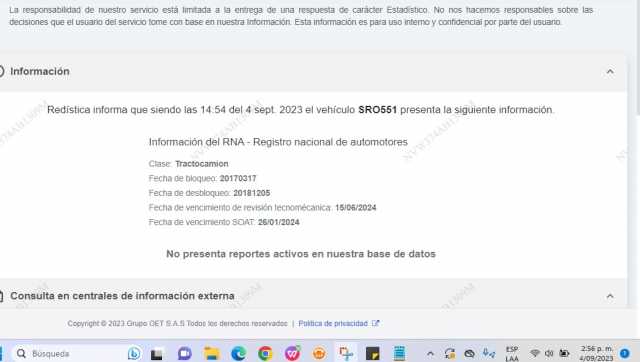 La responsabilidad de nuestro servicio está limitada a la entrega de una respuesta de carácter Estadístico. No nos hacemos responsables sobre las
decisiones que el usuario del servicio tome con base en nuestra Información. Esta información es para uso interno y confidencial por parte del usuario.
Información
Redística informa que siendo las 14:54 del 4 sept. 2023 el vehículo SRO551 presenta la siguiente información.
Información del RNA - Registro nacional de automotores
Clase: Tractocamion
Fecha de bloqueo: 20170317
Fecha de desbloqueo: 20181205
Fecha de vencimiento de revisión tecnomécanica: 15/06/2024
Fecha de vencimiento SOAT: 26/01/2024
No presenta reportes activos en nuestra base de datos
Consulta en centrales de información externa
Copyright © 2023 Grupo OET S.A.S Todos los derechos reservados | Política de privacidad
Búsqueda
ESP
LAA
2:56 p. m.
4/09/2023